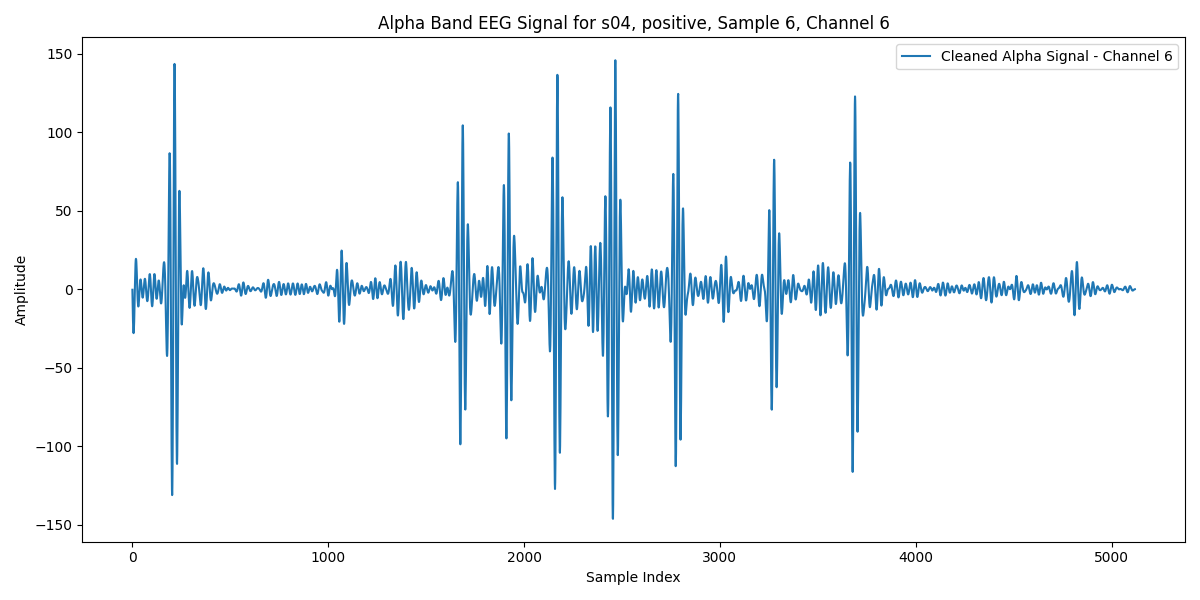 Alpha Band EEG Signal for s04, positive, Sample 6, Channel 6
Cleaned Alpha Signal - Channel 6
Amplitude
150
100
50
0
−50
−100
−150
0 1000 2000 3000 4000 5000
Sample Index